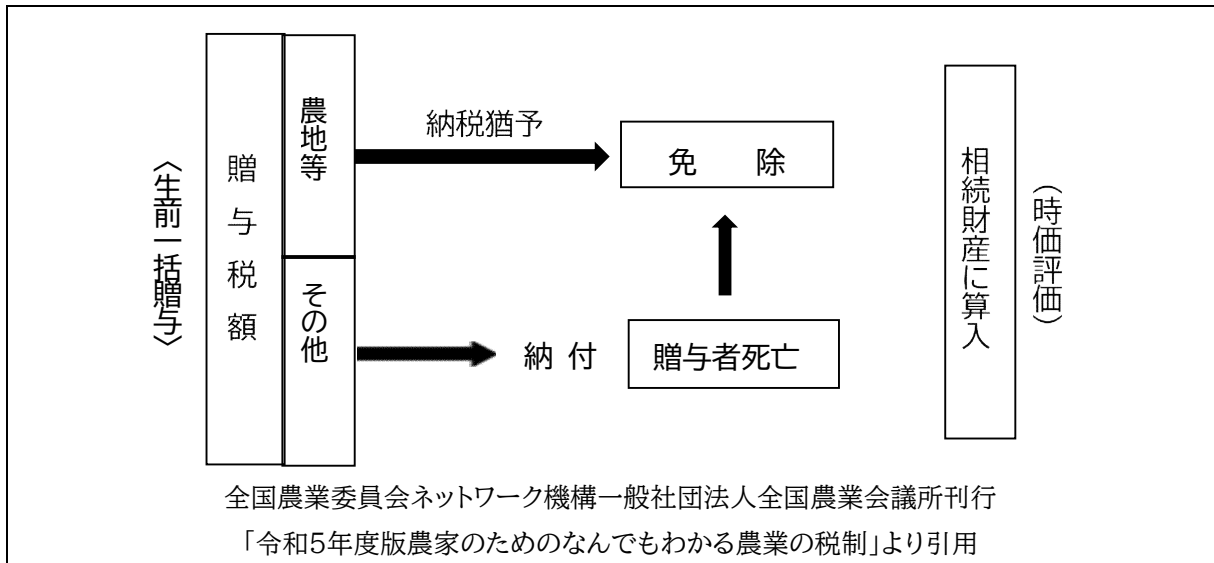 〈生前一括贈与〉
贈与税額
農地等
その他
納税猶予
免　除
納 付
贈与者死亡
相続財産に算入
(時価評価)
全国農業委員会ネットワーク機構一般社団法人全国農業会議所刊行
「令和5年度版農家のためのなんでもわかる農業の税制」より引用